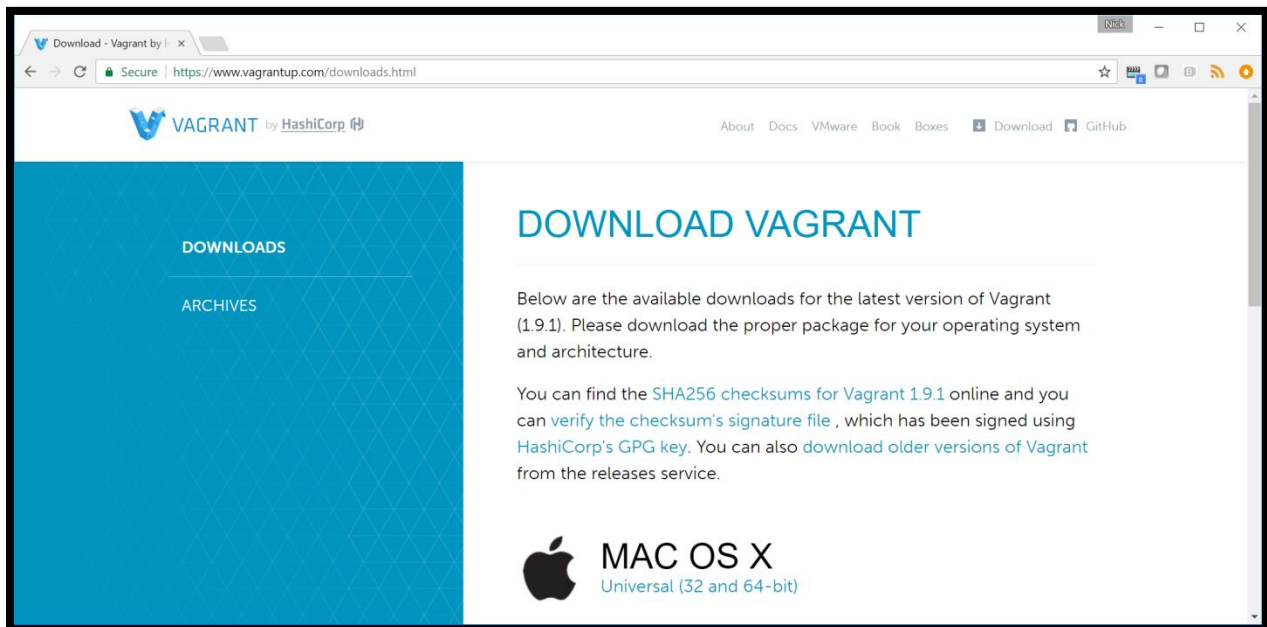 Nick
Download - Vagrant by H
Secure https://www.vagrantup.com/downloads.html
VAGRANT by HashiCorp
About Docs VMware Book Boxes Download GitHub
DOWNLOADS
ARCHIVES
DOWNLOAD VAGRANT
Below are the available downloads for the latest version of Vagrant
(1.9.1). Please download the proper package for your operating system
and architecture.
You can find the SHA256 checksums for Vagrant 1.9.1 online and you
can verify the checksum's signature file , which has been signed using
HashiCorp's GPG key. You can also download older versions of Vagrant
from the releases service.
MAC OS X
Universal (32 and 64-bit)